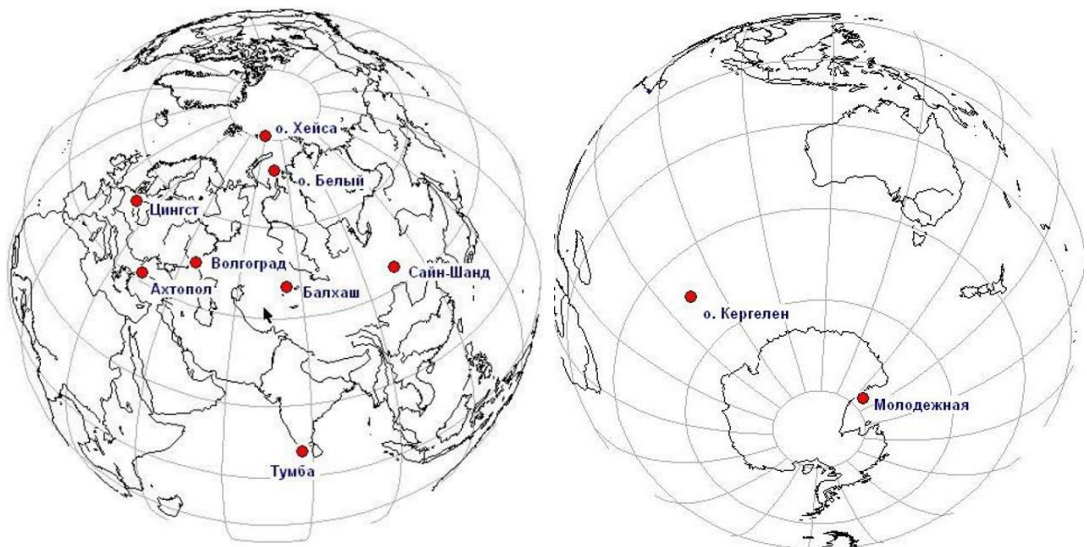 о. Хейса
о. Белый
Цингст
Волгоград
Сайн-Шанд
Ахтопол
Балхаш
Тумба
о. Кергелен
Молодежная